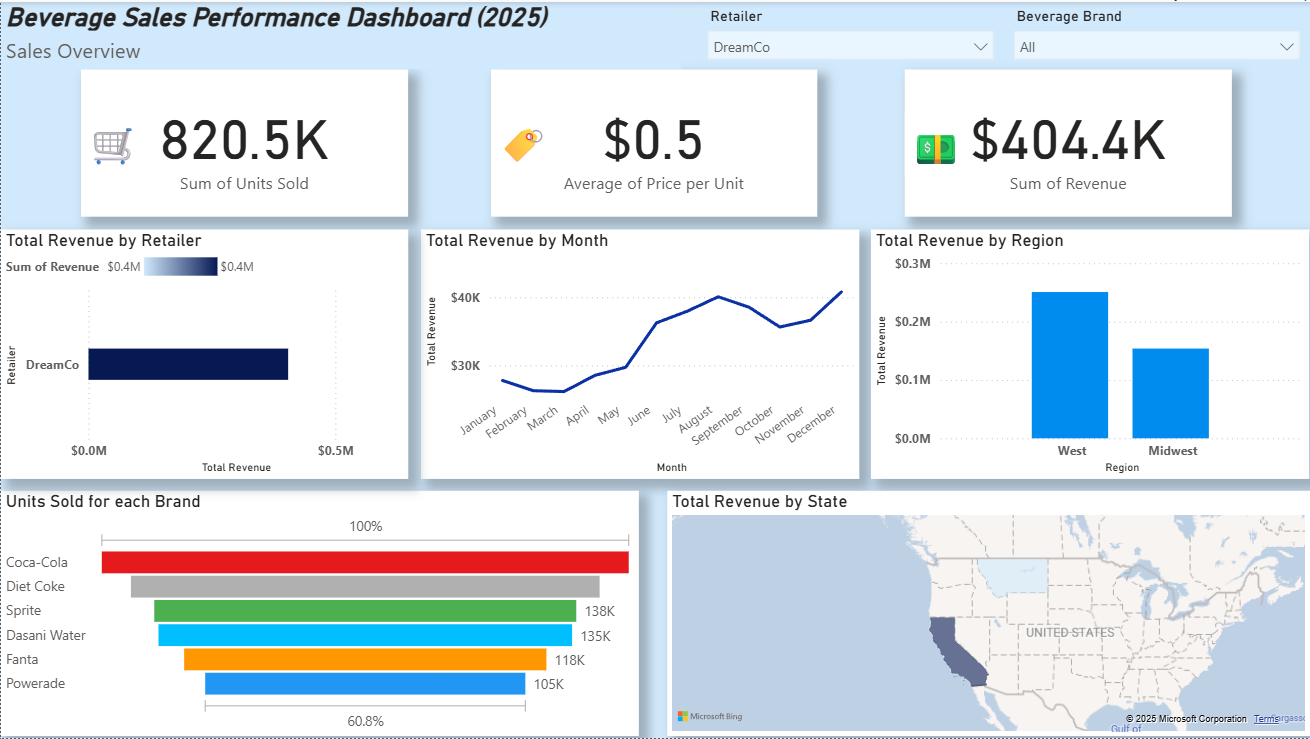 Beverage Sales Performance Dashboard (2025)
Sales Overview
Retailer
DreamCo
Beverage Brand
All
820.5K
Sum of Units Sold
$0.5
Average of Price per Unit
$404.4K
Sum of Revenue
Total Revenue by Retailer
Sum of Revenue $0.4M $0.4M
Retailer
DreamCo
$0.0M $0.5M
Total Revenue
Total Revenue by Month
Total Revenue
$40K
$30K
January February March April May June July August September October November December
Month
Total Revenue by Region
Total Revenue
$0.3M
$0.2M
$0.1M
$0.0M
West Midwest
Region
Units Sold for each Brand
100%
Coca-Cola
Diet Coke
Sprite 138K
Dasani Water 135K
Fanta 118K
Powerade 105K
60.8%
Total Revenue by State
UNITED STATES
Microsoft Bing
© 2025 Microsoft Corporation Terms
Gulf of